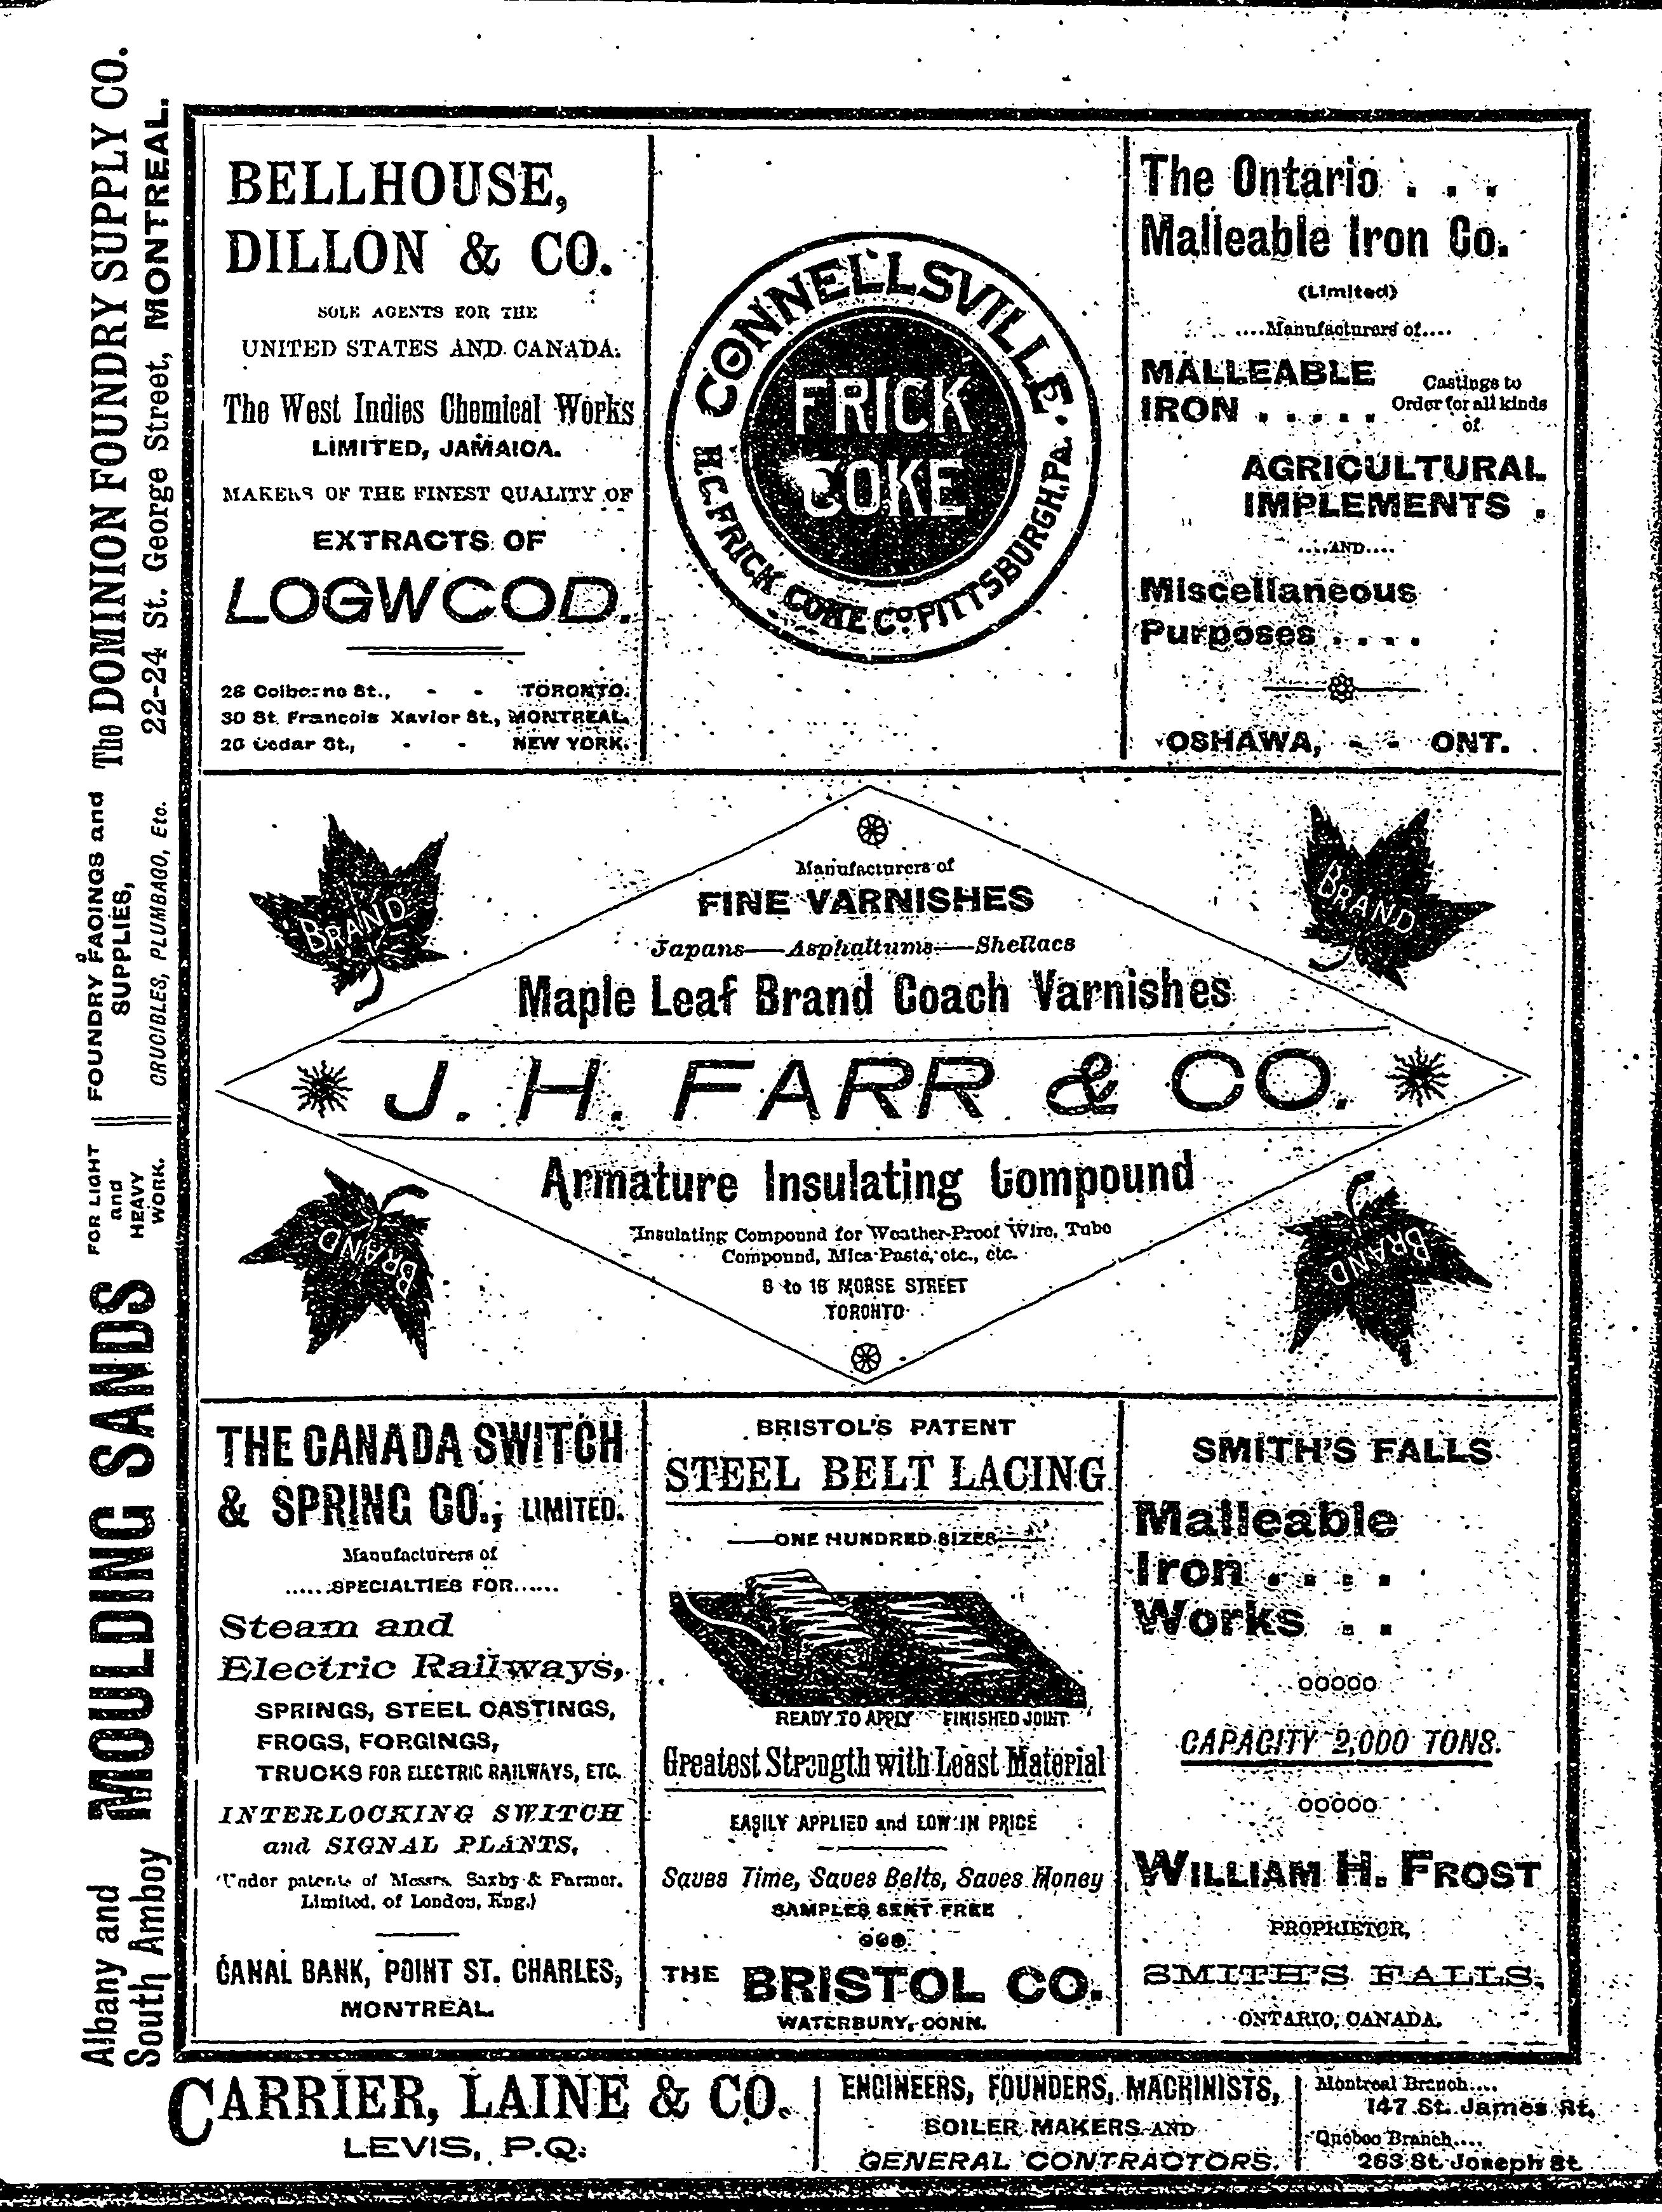 Albany and
South Amboy
MOULDING SANDS
FOR LIGHT
and
HEAVY
WORK.
FOUNDRY FACINGS and
SUPPLIES,
CRUCIBLES, PLUMBAGO, Etc.
The DOMINION FOUNDRY SUPPLY CO.
22-24 St. George Street, MONTREAL.
BELLHOUSE,
DILLON & CO.
SOLE AGENTS FOR THE
UNITED STATES AND CANADA.
The West Indies Chemical Works
LIMITED, JAMAICA.
MAKERS OF THE FINEST QUALITY OF
EXTRACTS OF
LOGWOOD.
28 Colborne St., - - TORONTO.
30 St. Francois Xavior St., MONTREAL.
20 Cedar St., - - NEW YORK.
CONNELLSVILLE
FRICK
COKE
H.C. FRICK COKE CO. PITTSBURGH, PA.
The Ontario . . .
Malleable Iron Co.
(Limited)
....Manufacturers of....
MALLEABLE
IRON . . . . .
Castings to
Order for all kinds
of
AGRICULTURAL
IMPLEMENTS .
....AND....
Miscellaneous
Purposes . . . .
OSHAWA, - - ONT.
BRAND
BRAND
Manufacturers of
FINE VARNISHES
Japans—Asphaltums—Shellacs
Maple Leaf Brand Coach Varnishes
J. H. FARR & CO.
Armature Insulating Compound
Insulating Compound for Weather-Proof Wire, Tube
Compound, Mica Paste, etc., etc.
8 to 18 MORSE STREET
TORONTO
BRAND
BRAND
THE CANADA SWITCH
& SPRING CO., LIMITED.
Manufacturers of
......SPECIALTIES FOR......
Steam and
Electric Railways,
SPRINGS, STEEL CASTINGS,
FROGS, FORGINGS,
TRUCKS FOR ELECTRIC RAILWAYS, ETC.
INTERLOCKING SWITCH
and SIGNAL PLANTS,
(Under patents of Messrs. Saxby & Farmer.
Limited, of London, Eng.)
CANAL BANK, POINT ST. CHARLES,
MONTREAL.
BRISTOL'S PATENT
STEEL BELT LACING
—ONE HUNDRED SIZES—
READY TO APPLY FINISHED JOINT
Greatest Strength with Least Material
EASILY APPLIED and LOW IN PRICE
Saves Time, Saves Belts, Saves Money
SAMPLES SENT FREE
THE BRISTOL CO.
WATERBURY, CONN.
SMITH'S FALLS
Malleable
Iron . . . .
Works . .
ooooo
CAPACITY 2,000 TONS.
ooooo
WILLIAM H. FROST
PROPRIETOR,
SMITH'S FALLS,
ONTARIO, CANADA.
CARRIER, LAINE & CO.
LEVIS, P.Q.
ENGINEERS, FOUNDERS, MACHINISTS,
BOILER MAKERS AND
GENERAL CONTRACTORS.
Montreal Branch....
147 St. James St.
Quebec Branch....
263 St. Joseph St.